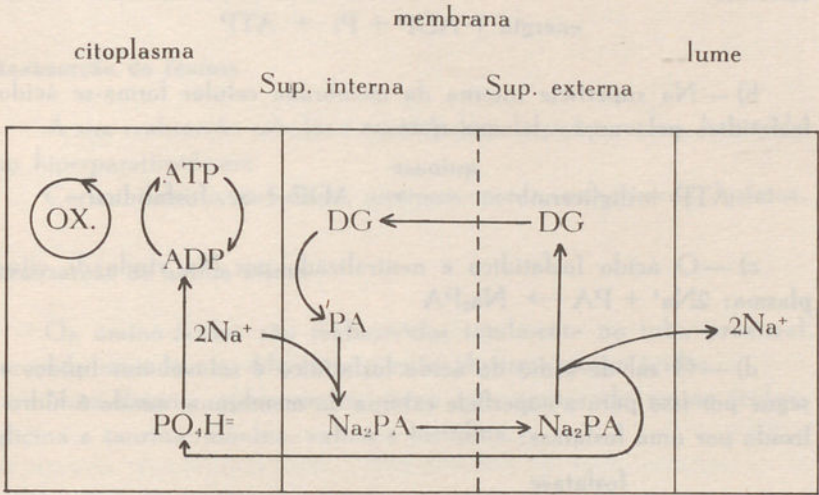 membrana
citoplasma
lume
Sup. interna
Sup. externa
ATP
OX.
DG
DG
ADP
2Na⁺
PA
2Na⁺
PO₄H=
Na₂PA
Na₂PA